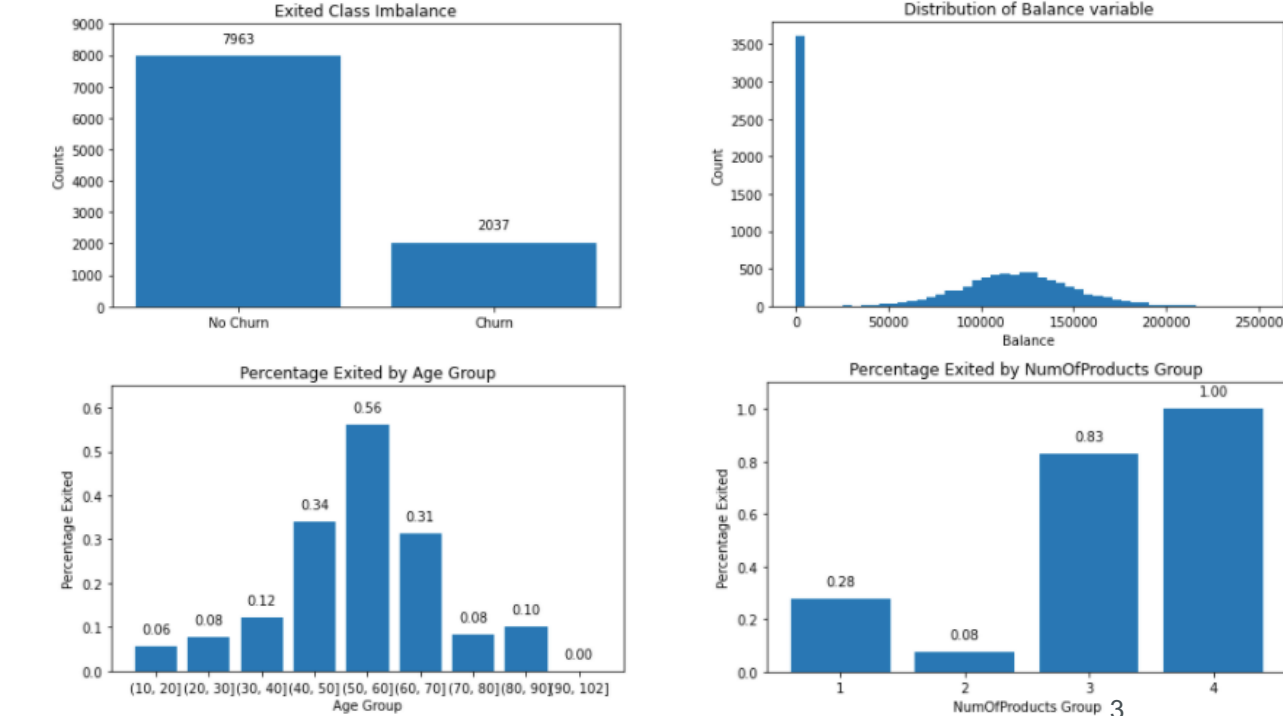 Exited Class Imbalance
9000
8000
7000
6000
5000
4000
3000
2000
1000
0
Counts
7963
2037
No Churn Churn
Distribution of Balance variable
3500
3000
2500
2000
1500
1000
500
0
Count
0 50000 100000 150000 200000 250000
Balance
Percentage Exited by Age Group
0.6
0.5
0.4
0.3
0.2
0.1
0.0
Percentage Exited
0.06 0.08 0.12 0.34 0.56 0.31 0.08 0.10 0.00
(10, 20] (20, 30] (30, 40] (40, 50] (50, 60] (60, 70] (70, 80] (80, 90] (90, 102]
Age Group
Percentage Exited by NumOfProducts Group
1.0
0.8
0.6
0.4
0.2
0.0
Percentage Exited
0.28 0.08 0.83 1.00
1 2 3 4
NumOfProducts Group
3